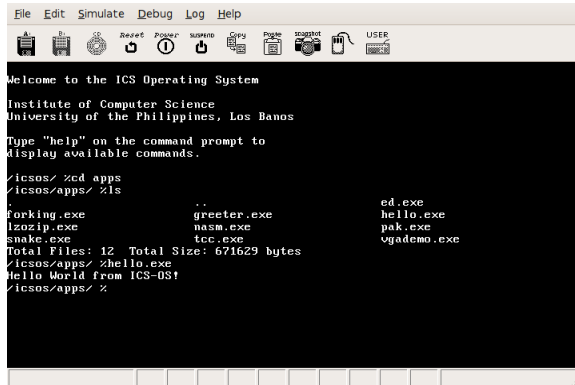 File Edit Simulate Debug Log Help
A: B: CD Reset Power SUSPEND Copy Paste snapshot USER
Welcome to the ICS Operating System
Institute of Computer Science
University of the Philippines, Los Banos
Type "help" on the command prompt to
display available commands.
/icsos/ %cd apps
/icsos/apps/ %ls
. .. ed.exe
forking.exe greeter.exe hello.exe
lzozip.exe nasm.exe pak.exe
snake.exe tcc.exe vgademo.exe
Total Files: 12 Total Size: 671629 bytes
/icsos/apps/ %hello.exe
Hello World from ICS-OS!
/icsos/apps/ %